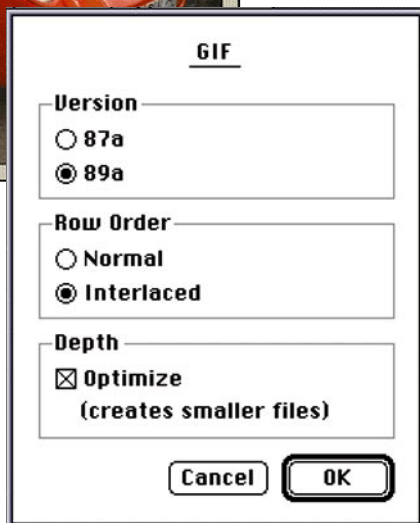 GIF
Version
87a
89a
Row Order
Normal
Interlaced
Depth
Optimize
(creates smaller files)
Cancel OK